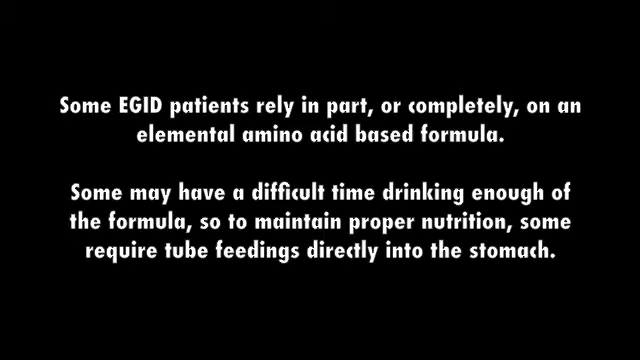 Some EGID patients rely in part, or completely, on an
elemental amino acid based formula.
Some may have a difficult time drinking enough of
the formula, so to maintain proper nutrition, some
require tube feedings directly into the stomach.